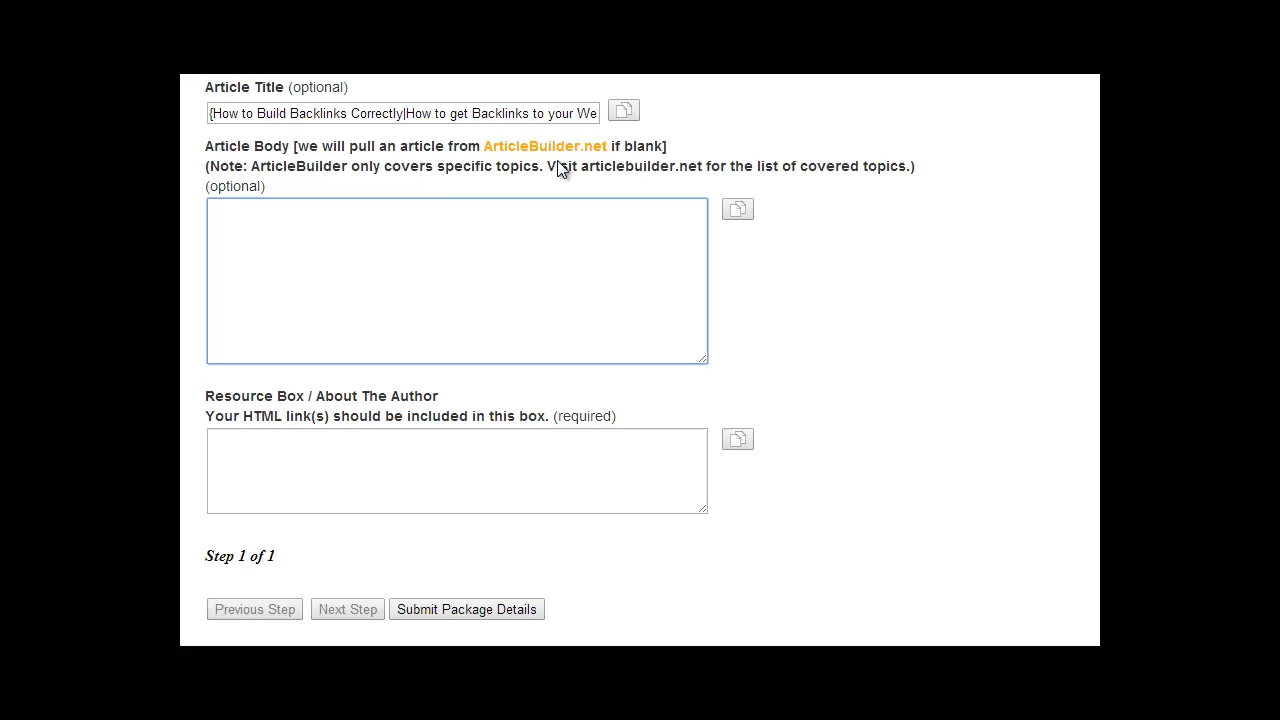 Article Title (optional)
{How to Build Backlinks Correctly|How to get Backlinks to your We
Article Body [we will pull an article from ArticleBuilder.net if blank]
(Note: ArticleBuilder only covers specific topics. Visit articlebuilder.net for the list of covered topics.)
(optional)
Resource Box / About The Author
Your HTML link(s) should be included in this box. (required)
Step 1 of 1
Previous Step Next Step Submit Package Details